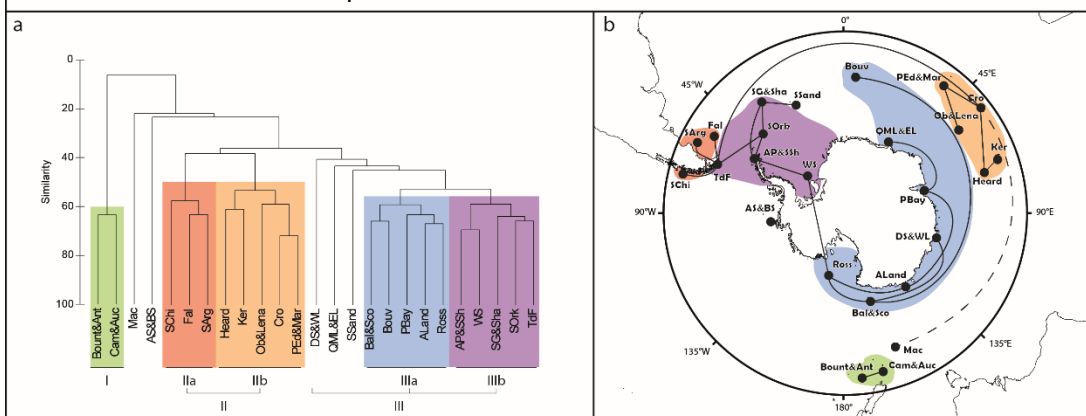 a
0
20
40
60
80
100
Similarity
Bount&Ant
Cam&Auc
Mac
AS&BS
SChi
Fal
SArg
Heard
Ker
Ob&Lena
Cro
PEd&Mar
DS&WL
QML&EL
SSand
Bal&Sco
Bouv
PBay
ALand
Ross
AP&SSh
WS
SG&Sha
SOrk
TdF
I
IIa
IIb
IIIa
IIIb
II
III
b
0°
45°W
45°E
90°W
90°E
135°W
135°E
180°
Bouv
PEd&Mar
Cro
Ob&Lena
Ker
Heard
SG&Sha
SSand
Fal
SArg
SOrk
QML&EL
AP&SSh
WS
TdF
SChi
PBay
AS&BS
DS&WL
Ross
ALand
Bal&Sco
Mac
Bount&Ant
Cam&Auc